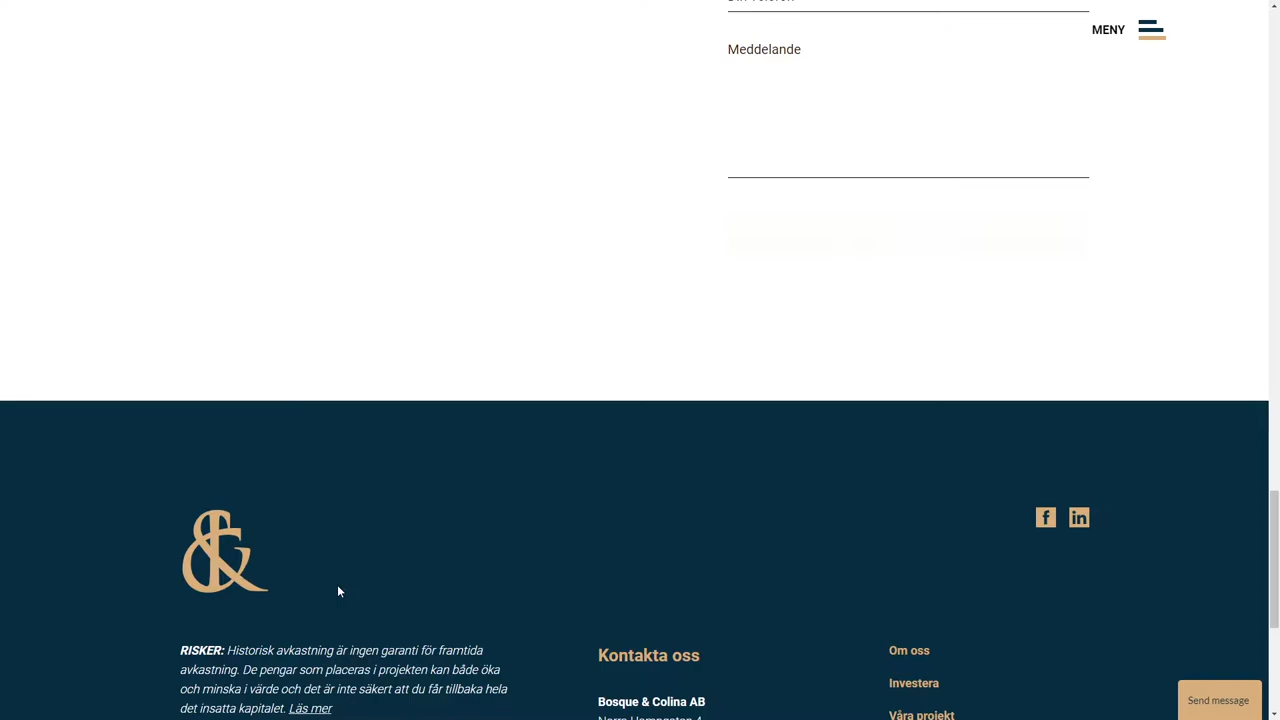 MENY
Meddelande
&
f in
RISKER: Historisk avkastning är ingen garanti för framtida
avkastning. De pengar som placeras i projekten kan både öka
och minska i värde och det är inte säkert att du får tillbaka hela
det insatta kapitalet. Läs mer
Kontakta oss
Bosque & Colina AB
Om oss
Investera
Våra projekt
Send message